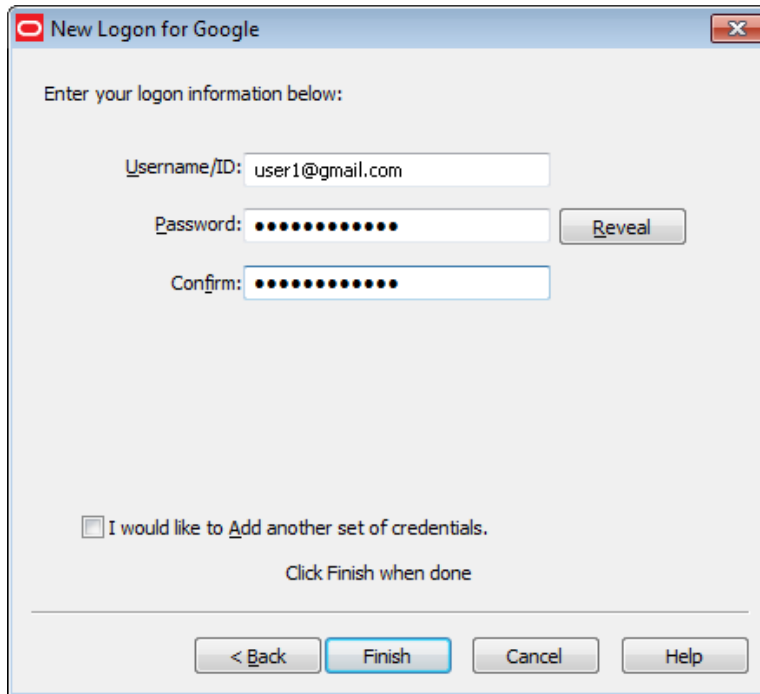 New Logon for Google
Enter your logon information below:
Username/ID: user1@gmail.com
Password: •••••••••••• Reveal
Confirm: ••••••••••••
I would like to Add another set of credentials.
Click Finish when done
< Back Finish Cancel Help